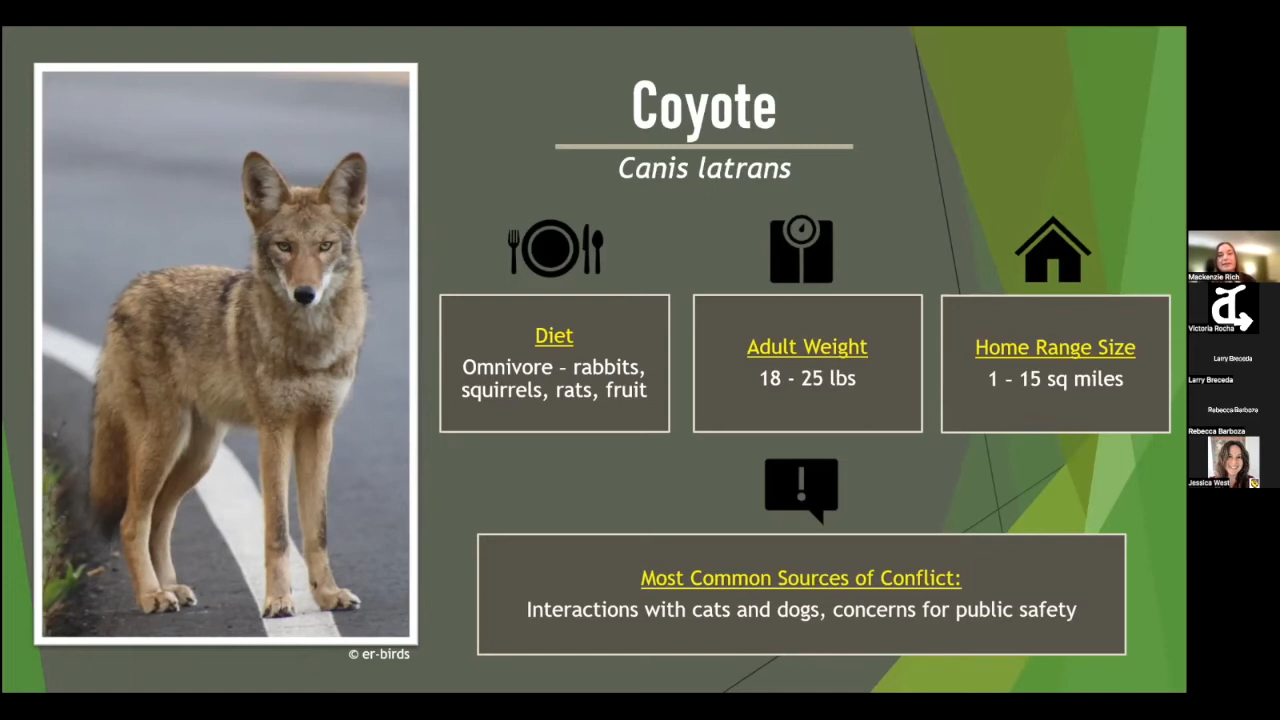 Coyote
Canis latrans
Diet
Omnivore – rabbits,
squirrels, rats, fruit
Adult Weight
18 - 25 lbs
Home Range Size
1 – 15 sq miles
!
Most Common Sources of Conflict:
Interactions with cats and dogs, concerns for public safety
© er-birds
Mackenzie Rich
a
Victoria Rocha
Larry Breceda
Larry Breceda
Rebecca Barboza
Rebecca Barboza
Jessica West